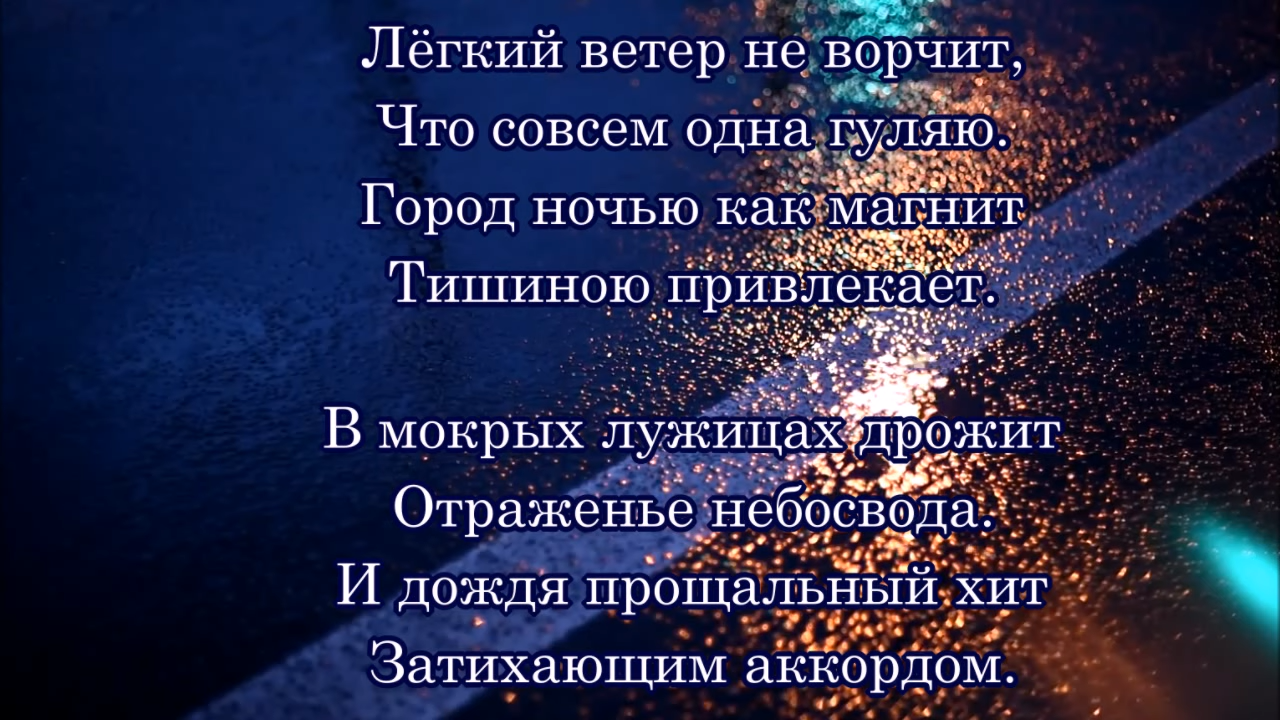 Лёгкий ветер не ворчит,
Что совсем одна гуляю.
Город ночью как магнит
Тишиною привлекает.
В мокрых лужицах дрожит
Отраженье небосвода.
И дождя прощальный хит
Затихающим аккордом.